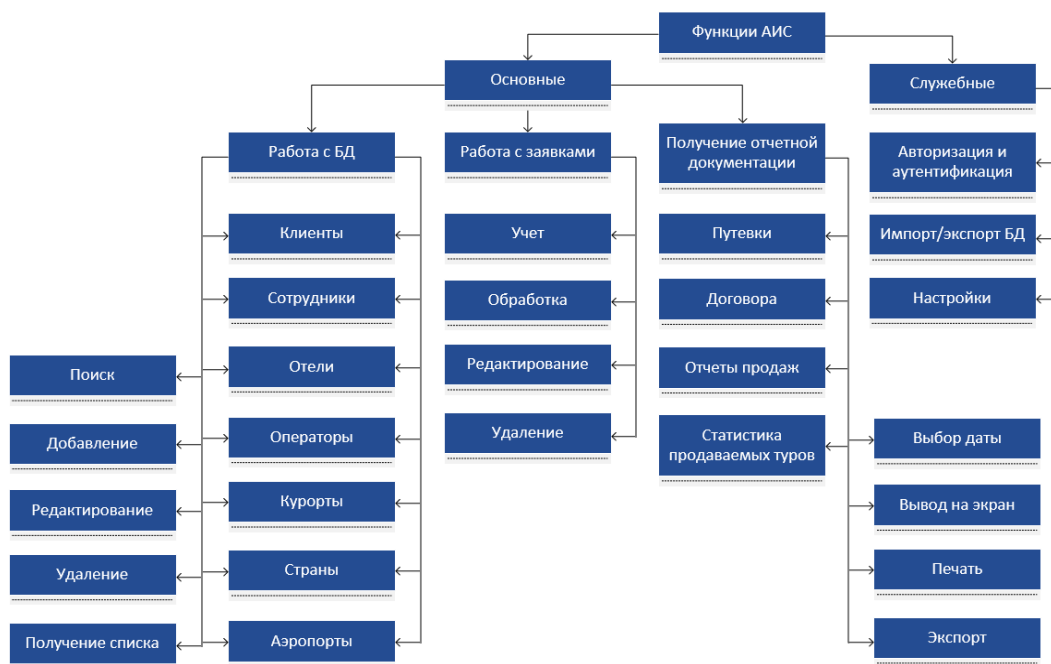 Функции АИС
Основные
Служебные
Работа с БД
Работа с заявками
Получение отчетной
документации
Авторизация и
аутентификация
Клиенты
Учет
Путевки
Импорт/экспорт БД
Сотрудники
Обработка
Договора
Настройки
Поиск
Отели
Редактирование
Отчеты продаж
Добавление
Операторы
Удаление
Статистика
продаваемых туров
Выбор даты
Редактирование
Курорты
Вывод на экран
Удаление
Страны
Печать
Получение списка
Аэропорты
Экспорт